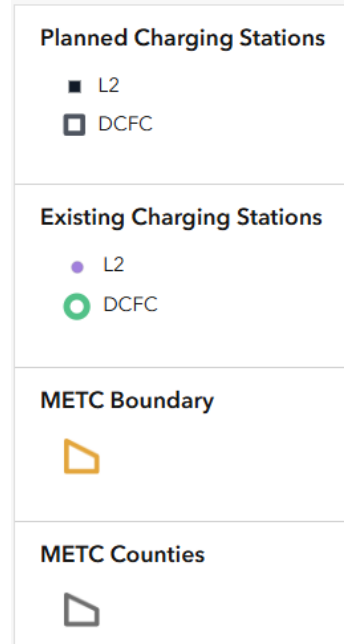 Planned Charging Stations
L2
DCFC
Existing Charging Stations
L2
DCFC
METC Boundary
METC Counties